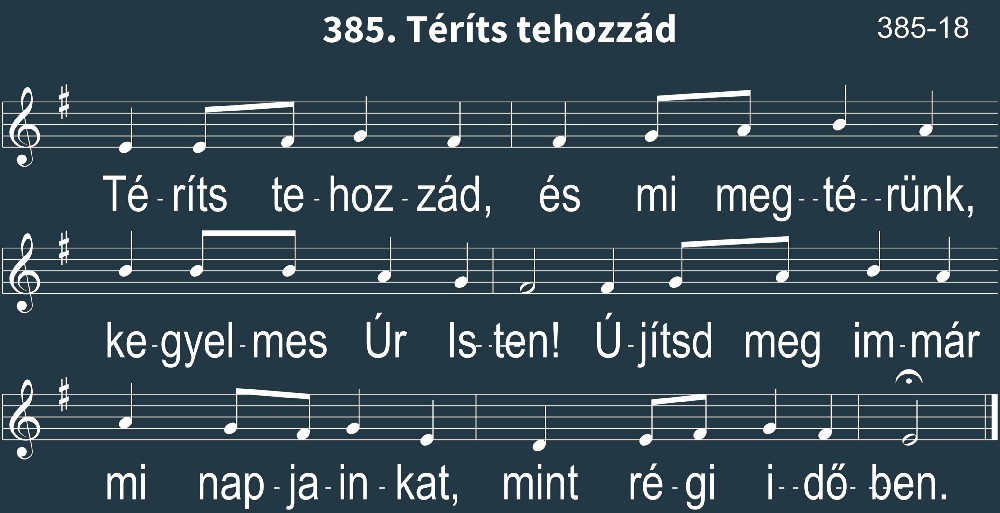 385. Téríts tehozzád
385-18
Té - ríts te - hoz - zád, és mi meg - - té - - rünk,
ke - gyel - mes Úr Is - - ten! Ú - jítsd meg im - már
mi nap - ja - in - kat, mint ré - gi i - - dő - ben.